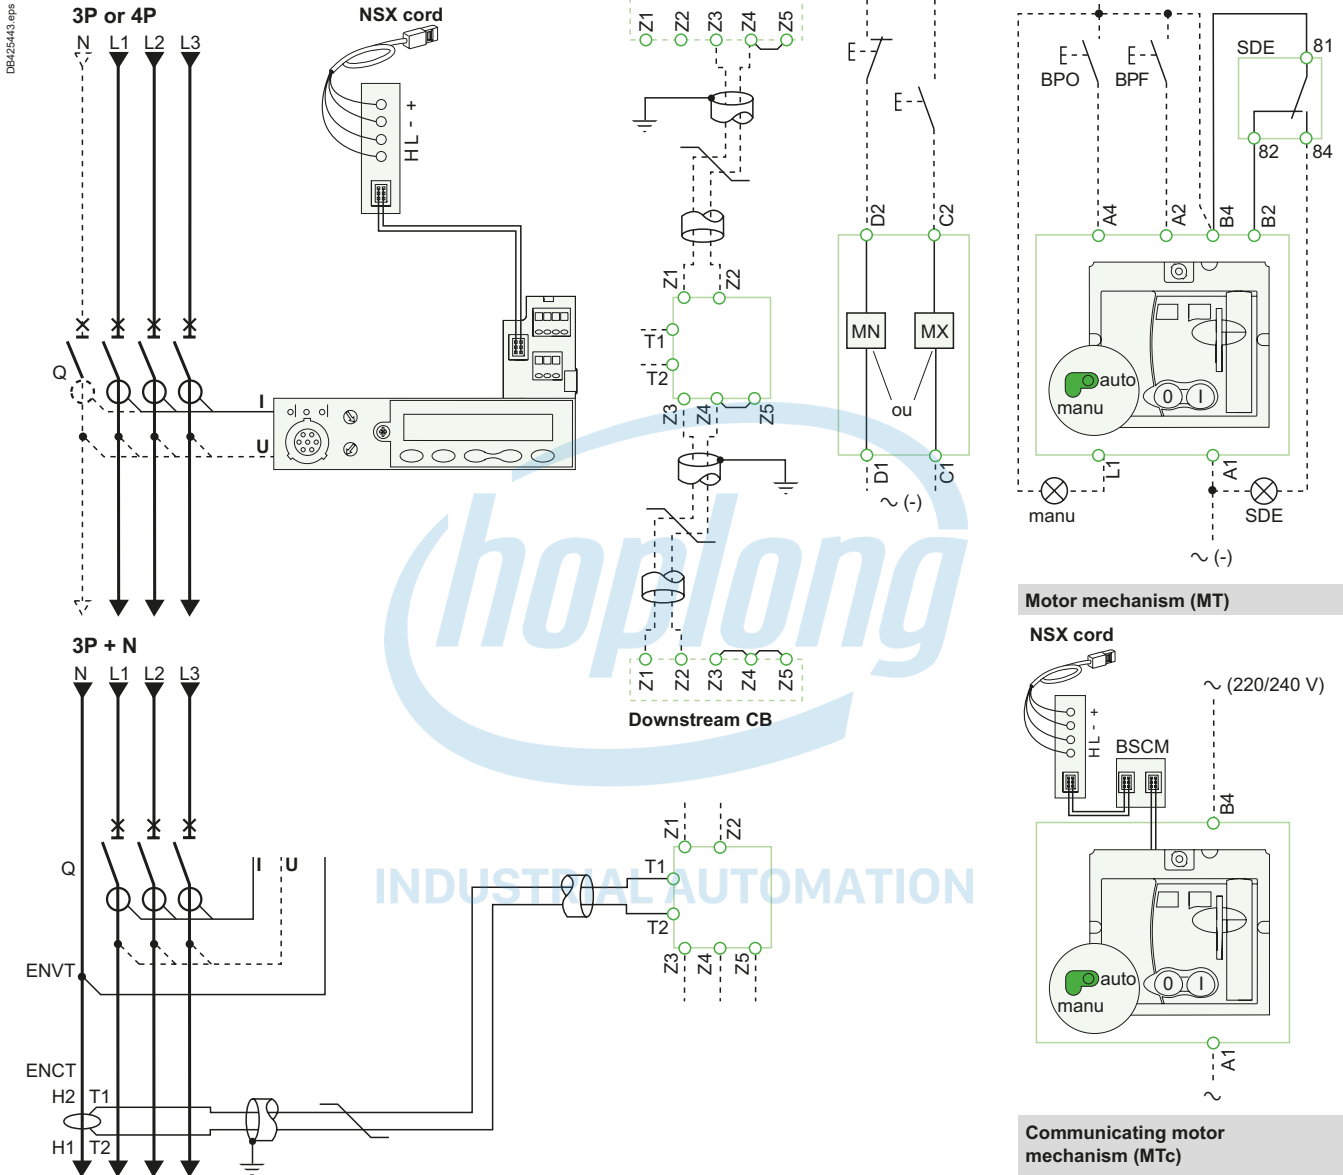 DB425443.eps
3P or 4P
N L1 L2 L3
Q
I
U
NSX cord
H L - +
Z1 Z2 Z3 Z4 Z5
Z1 Z2
T1
T2
Z3 Z4 Z5
Z1 Z2 Z3 Z4 Z5
Downstream CB
D2 C2
MN MX
ou
D1 C1
~ (-)
BPO BPF
SDE 81
82 84
A4 A2 B4 B2
auto
manu
0 I
L1 A1
manu
SDE
~ (-)
Motor mechanism (MT)
hoplong
INDUSTRIAL AUTOMATION
3P + N
N L1 L2 L3
Q
I U
ENVT
ENCT
H2 T1
H1 T2
Z1 Z2
T1
T2
Z3 Z4 Z5
NSX cord
~ (220/240 V)
H L - +
BSCM
B4
auto
manu
0 I
A1
~
Communicating motor
mechanism (MTc)